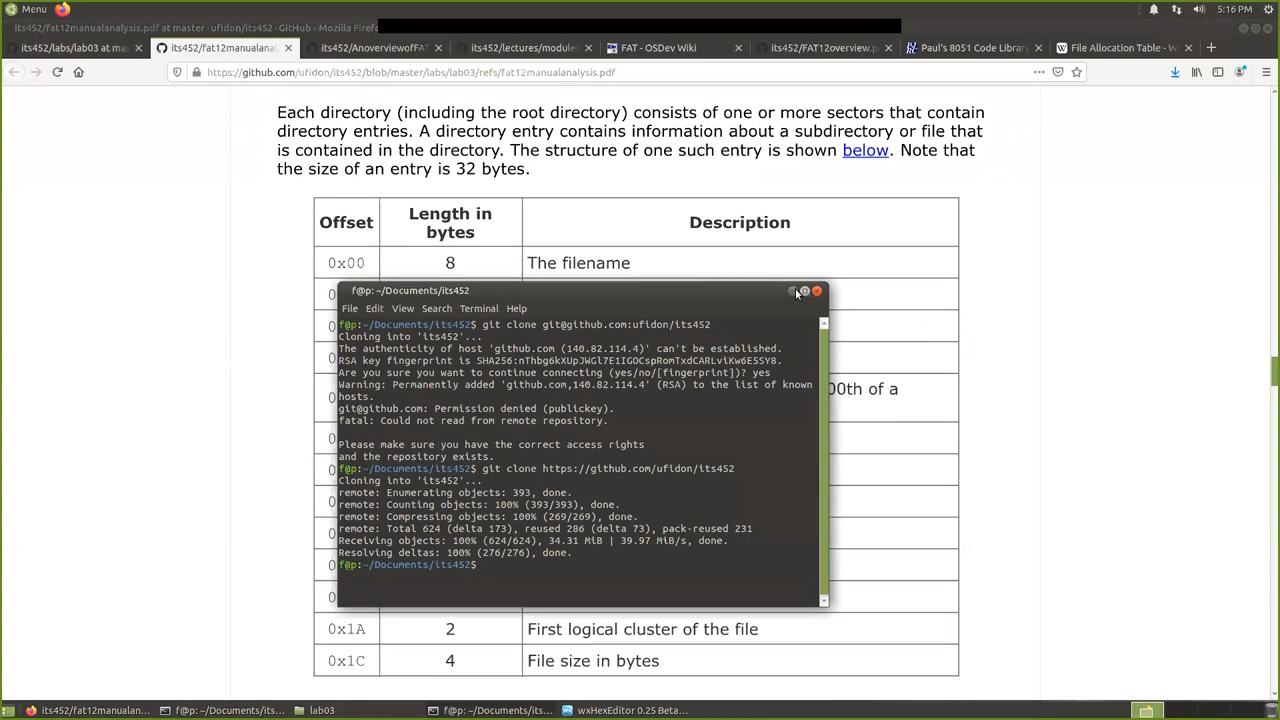 Menu
5:16 PM
its452/fat12manualanalysis.pdf at master · ufidon/its452 · GitHub - Mozilla Firef
its452/labs/lab03 at mas
its452/fat12manualanal
its452/AnoverviewofFAT
its452/lectures/module
FAT - OSDev Wiki
its452/FAT12overview.p
Paul's 8051 Code Library
File Allocation Table - W
https://github.com/ufidon/its452/blob/master/labs/lab03/refs/fat12manualanalysis.pdf
Each directory (including the root directory) consists of one or more sectors that contain
directory entries. A directory entry contains information about a subdirectory or file that
is contained in the directory. The structure of one such entry is shown below. Note that
the size of an entry is 32 bytes.
Offset
Length in
bytes
Description
0x00 8 The filename
f@p: ~/Documents/its452
File Edit View Search Terminal Help
f@p:~/Documents/its452$ git clone git@github.com:ufidon/its452
Cloning into 'its452'...
The authenticity of host 'github.com (140.82.114.4)' can't be established.
RSA key fingerprint is SHA256:nThbg6kXUpJWGl7E1IGOCspRomTxdCARLviKw6E5SY8.
Are you sure you want to continue connecting (yes/no/[fingerprint])? yes
Warning: Permanently added 'github.com,140.82.114.4' (RSA) to the list of known
hosts.
git@github.com: Permission denied (publickey).
fatal: Could not read from remote repository.
Please make sure you have the correct access rights
and the repository exists.
f@p:~/Documents/its452$ git clone https://github.com/ufidon/its452
Cloning into 'its452'...
remote: Enumerating objects: 393, done.
remote: Counting objects: 100% (393/393), done.
remote: Compressing objects: 100% (269/269), done.
remote: Total 624 (delta 173), reused 286 (delta 73), pack-reused 231
Receiving objects: 100% (624/624), 34.31 MiB | 39.97 MiB/s, done.
Resolving deltas: 100% (276/276), done.
f@p:~/Documents/its452$
00th of a
0x1A 2 First logical cluster of the file
0x1C 4 File size in bytes
its452/fat12manualan...
f@p: ~/Documents/its...
lab03
f@p: ~/Documents/its...
wxHexEditor 0.25 Beta...